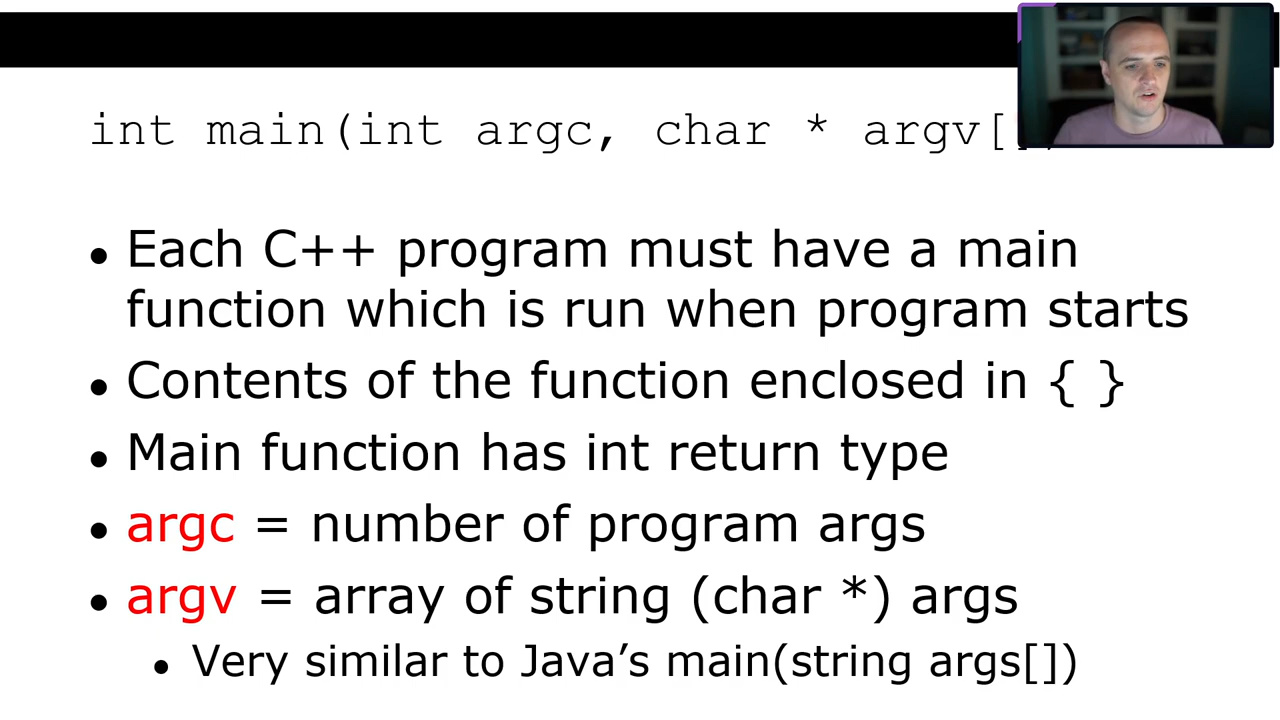 int main(int argc, char * argv[])
• Each C++ program must have a main
function which is run when program starts
• Contents of the function enclosed in { }
• Main function has int return type
• argc = number of program args
• argv = array of string (char *) args
• Very similar to Java’s main(string args[])